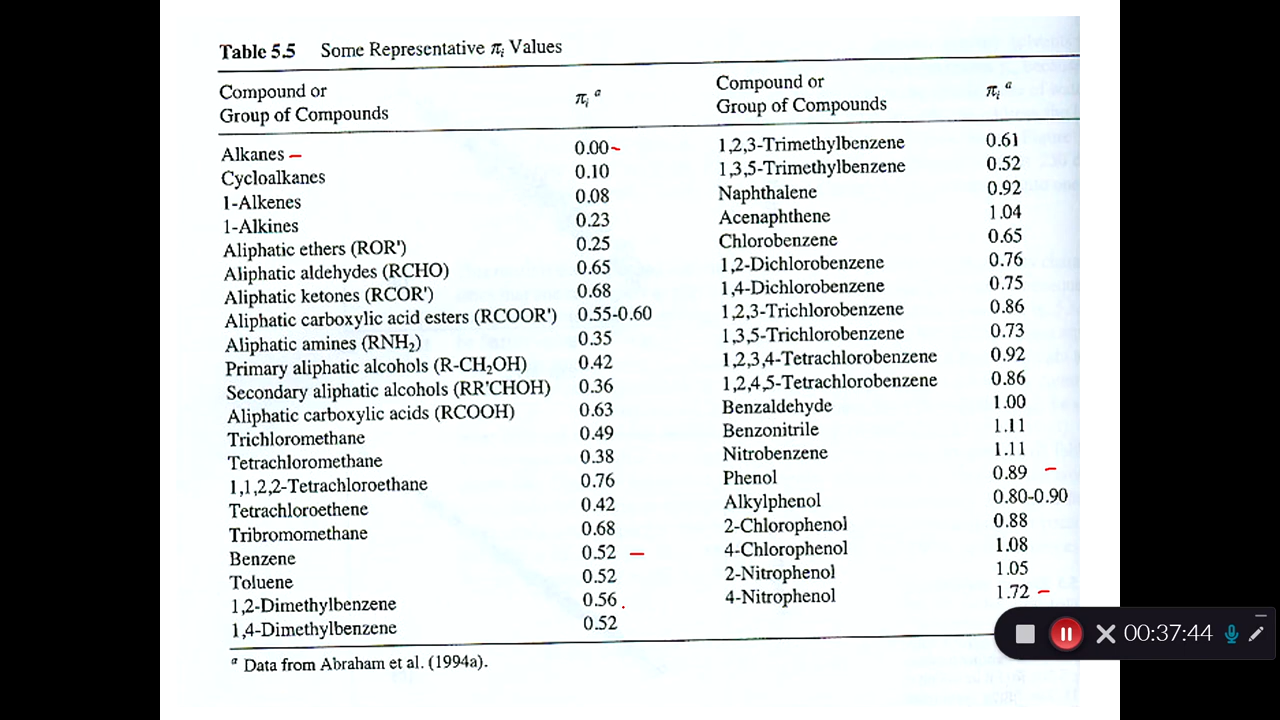 Table 5.5 Some Representative πᵢ Values
Compound or
Group of Compounds
πᵢ ᵃ
Alkanes 0.00
Cycloalkanes 0.10
1-Alkenes 0.08
1-Alkines 0.23
Aliphatic ethers (ROR') 0.25
Aliphatic aldehydes (RCHO) 0.65
Aliphatic ketones (RCOR') 0.68
Aliphatic carboxylic acid esters (RCOOR') 0.55-0.60
Aliphatic amines (RNH₂) 0.35
Primary aliphatic alcohols (R-CH₂OH) 0.42
Secondary aliphatic alcohols (RR'CHOH) 0.36
Aliphatic carboxylic acids (RCOOH) 0.63
Trichloromethane 0.49
Tetrachloromethane 0.38
1,1,2,2-Tetrachloroethane 0.76
Tetrachloroethene 0.42
Tribromomethane 0.68
Benzene 0.52
Toluene 0.52
1,2-Dimethylbenzene 0.56
1,4-Dimethylbenzene 0.52
Compound or
Group of Compounds
πᵢ ᵃ
1,2,3-Trimethylbenzene 0.61
1,3,5-Trimethylbenzene 0.52
Naphthalene 0.92
Acenaphthene 1.04
Chlorobenzene 0.65
1,2-Dichlorobenzene 0.76
1,4-Dichlorobenzene 0.75
1,2,3-Trichlorobenzene 0.86
1,3,5-Trichlorobenzene 0.73
1,2,3,4-Tetrachlorobenzene 0.92
1,2,4,5-Tetrachlorobenzene 0.86
Benzaldehyde 1.00
Benzonitrile 1.11
Nitrobenzene 1.11
Phenol 0.89
Alkylphenol 0.80-0.90
2-Chlorophenol 0.88
4-Chlorophenol 1.08
2-Nitrophenol 1.05
4-Nitrophenol 1.72
ᵃ Data from Abraham et al. (1994a).
00:37:44